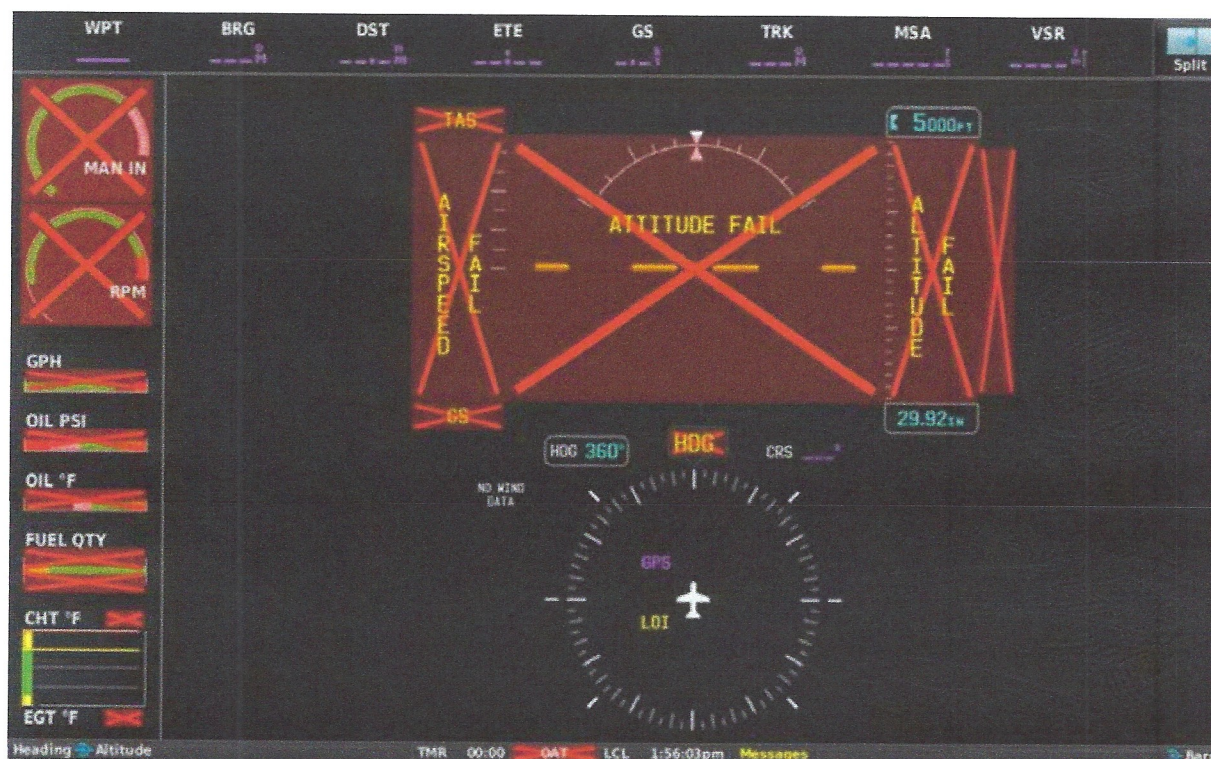 WPT BRG DST ETE GS TRK MSA VSR
Split
TAS
5000FT
MAN IN
ATTITUDE FAIL
AIRSPEED FAIL
ALTITUDE FAIL
RPM
GPH
GS
29.92IN
OIL PSI
HDG 360°
HDG
CRS
OIL °F
NO WIND
DATA
FUEL QTY
GPS
CHT °F
LOI
EGT °F
Heading Altitude
TMR 00:00 OAT LCL 1:56:03pm Messages
Baro